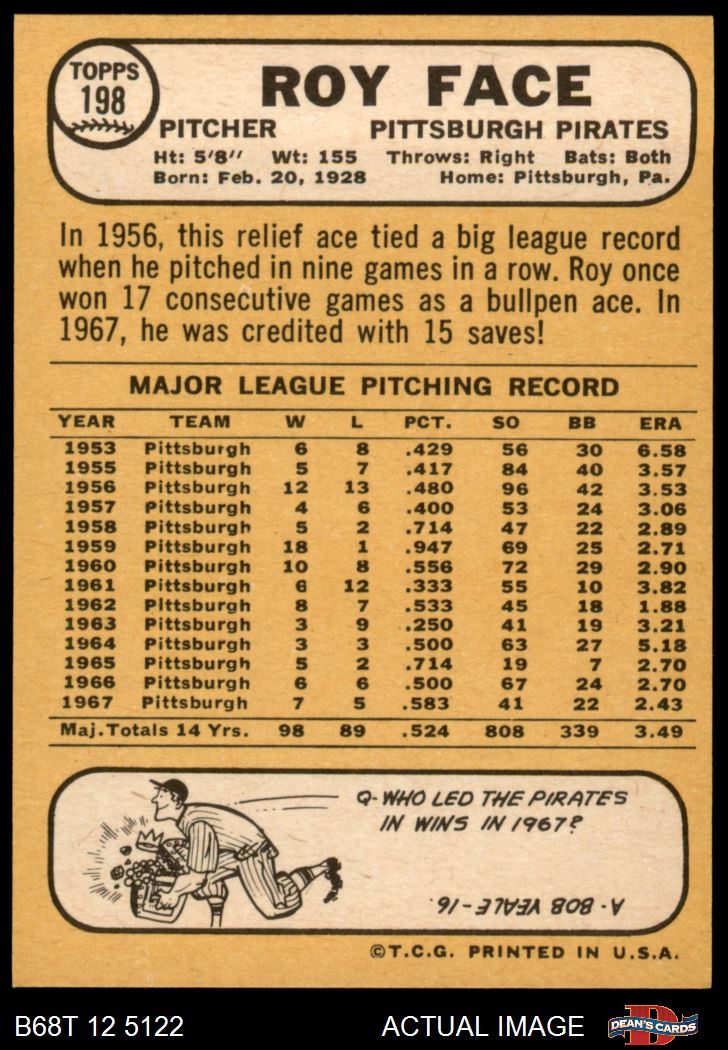 TOPPS
198
ROY FACE
PITCHER PITTSBURGH PIRATES
Ht: 5'8" Wt: 155 Throws: Right Bats: Both
Born: Feb. 20, 1928 Home: Pittsburgh, Pa.
In 1956, this relief ace tied a big league record
when he pitched in nine games in a row. Roy once
won 17 consecutive games as a bullpen ace. In
1967, he was credited with 15 saves!
MAJOR LEAGUE PITCHING RECORD
YEAR TEAM W L PCT. SO BB ERA
1953 Pittsburgh 6 8 .429 56 30 6.58
1955 Pittsburgh 5 7 .417 84 40 3.57
1956 Pittsburgh 12 13 .480 96 42 3.53
1957 Pittsburgh 4 6 .400 53 24 3.06
1958 Pittsburgh 5 2 .714 47 22 2.89
1959 Pittsburgh 18 1 .947 69 25 2.71
1960 Pittsburgh 10 8 .556 72 29 2.90
1961 Pittsburgh 6 12 .333 55 10 3.82
1962 Pittsburgh 8 7 .533 45 18 1.88
1963 Pittsburgh 3 9 .250 41 19 3.21
1964 Pittsburgh 3 3 .500 63 27 5.18
1965 Pittsburgh 5 2 .714 19 7 2.70
1966 Pittsburgh 6 6 .500 67 24 2.70
1967 Pittsburgh 7 5 .583 41 22 2.43
Maj. Totals 14 Yrs. 98 89 .524 808 339 3.49
Q-WHO LED THE PIRATES
IN WINS IN 1967?
A-BOB VEALE-16
©T.C.G. PRINTED IN U.S.A.
B68T 12 5122 ACTUAL IMAGE D DEAN'S CARDS